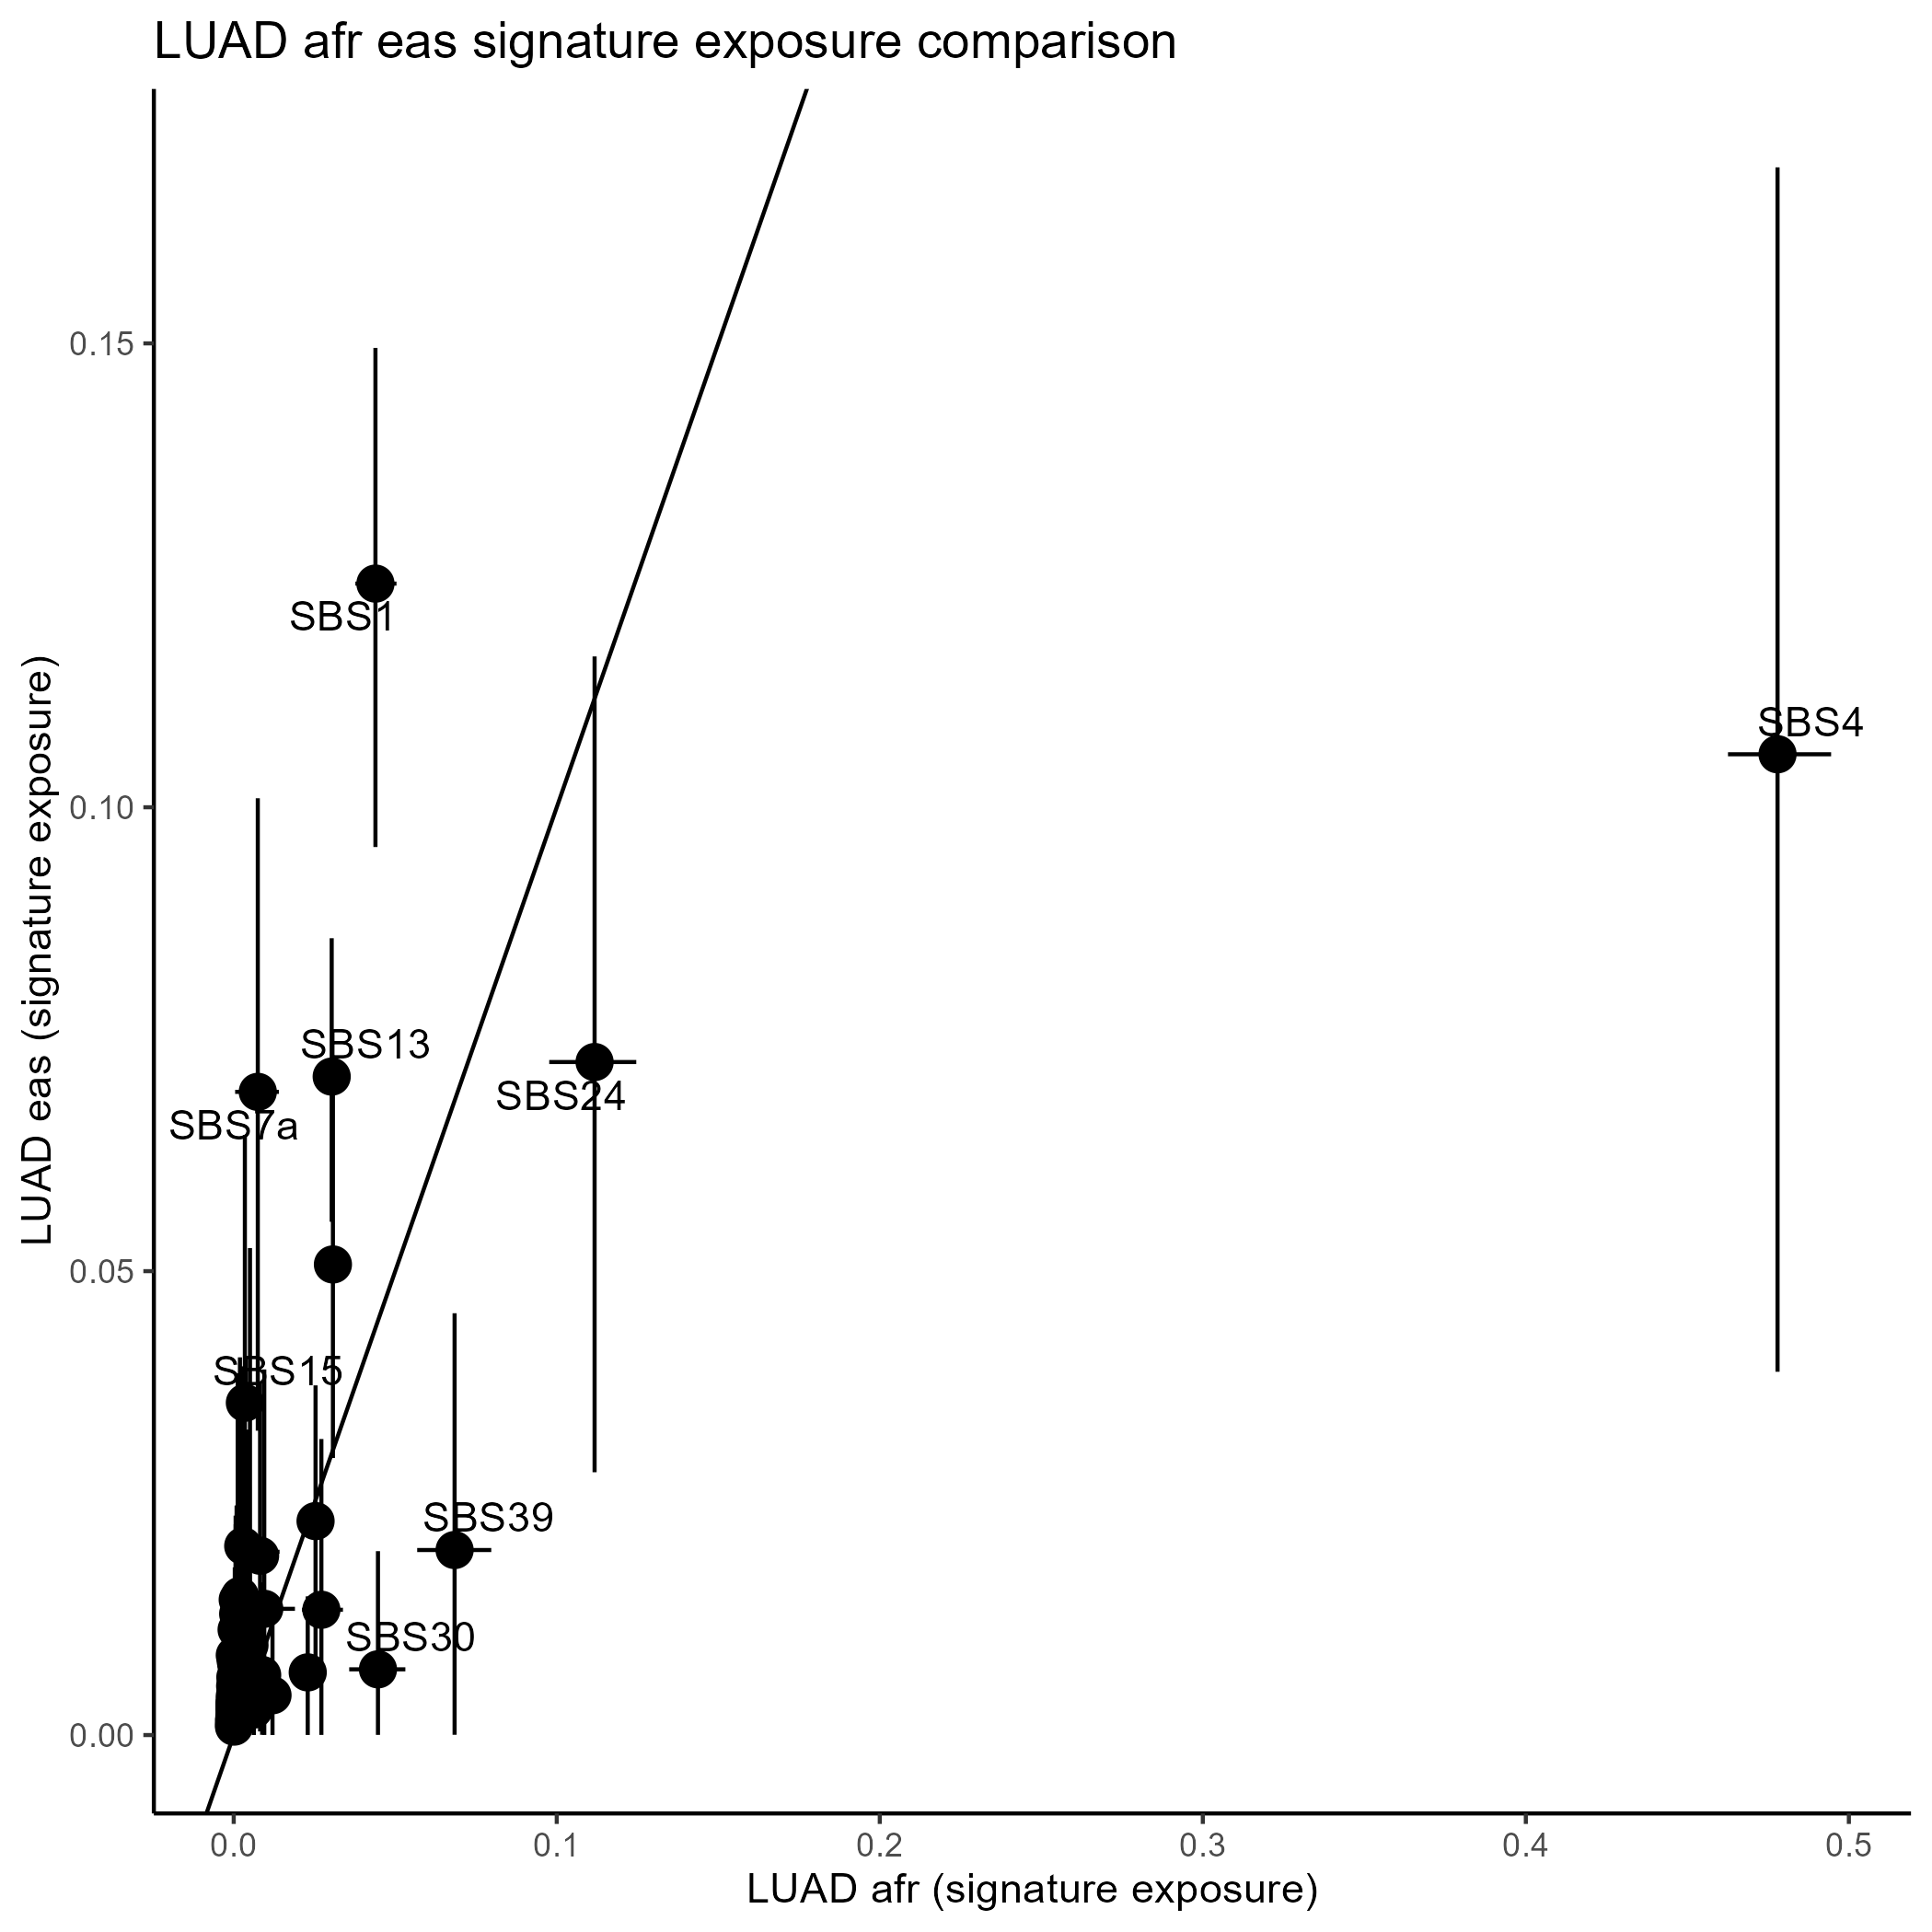 LUAD afr eas signature exposure comparison
LUAD eas (signature exposure)
0.15
0.10
0.05
0.00
SBS1
SBS4
SBS13
SBS24
SBS7a
SBS15
SBS39
SBS30
0.0 0.1 0.2 0.3 0.4 0.5
LUAD afr (signature exposure)